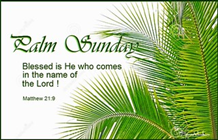 Palm Sunday
Blessed is He who comes
in the name of
the Lord !
Matthew 21:9